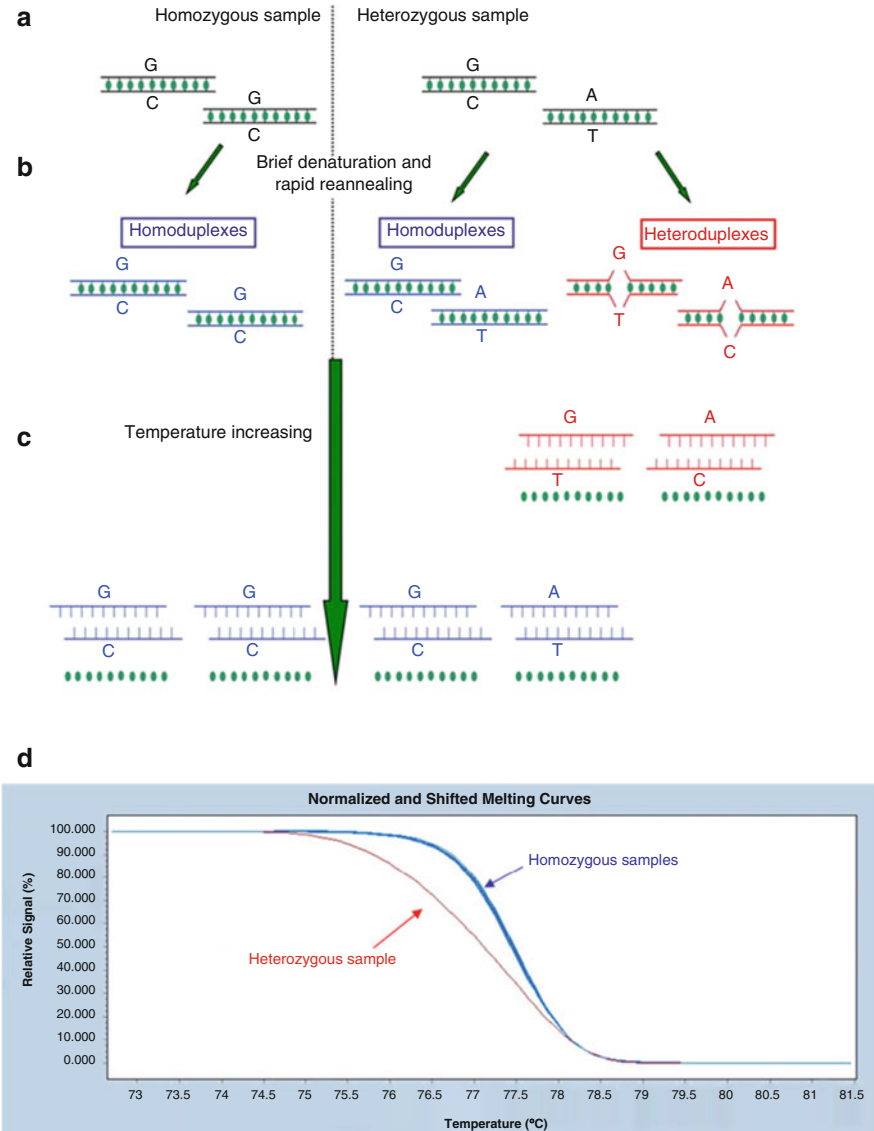 a
Homozygous sample
Heterozygous sample
G
C
G
C
G
C
A
T
b
Brief denaturation and
rapid reannealing
Homoduplexes
Homoduplexes
Heteroduplexes
G
C
G
C
G
C
A
T
G
T
A
C
c
Temperature increasing
G
T
A
C
G
C
G
C
G
C
A
T
d
Normalized and Shifted Melting Curves
Relative Signal (%)
100.000
90.000
80.000
70.000
60.000
50.000
40.000
30.000
20.000
10.000
0.000
Homozygous samples
Heterozygous sample
73 73.5 74 74.5 75 75.5 76 76.5 77 77.5 78 78.5 79 79.5 80 80.5 81 81.5
Temperature (ºC)